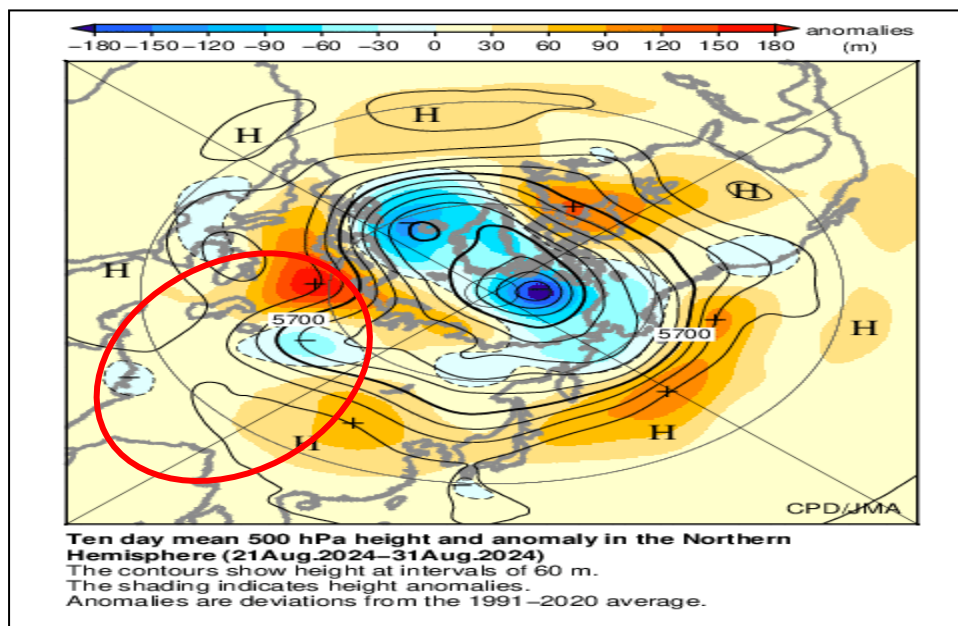 −180 −150 −120 −90 −60 −30 0 30 60 90 120 150 180 anomalies
(m)
H
H
H
H
5700
5700
H
H
H
CPD/JMA
Ten day mean 500 hPa height and anomaly in the Northern
Hemisphere (21Aug.2024−31Aug.2024)
The contours show height at intervals of 60 m.
The shading indicates height anomalies.
Anomalies are deviations from the 1991−2020 average.